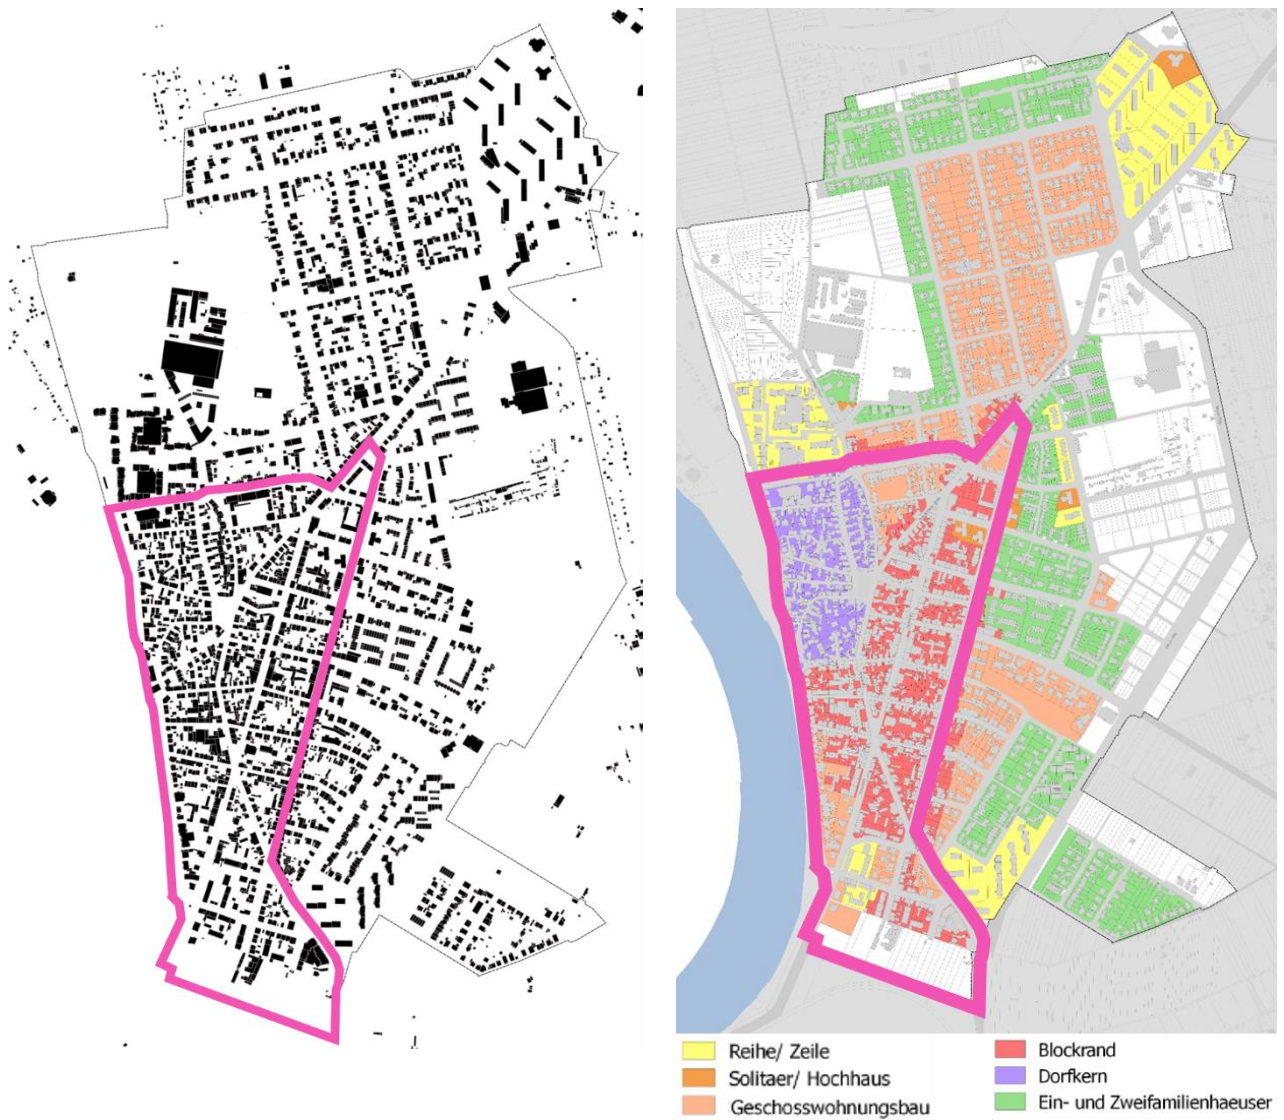 Reihe/ Zeile
Solitaer/ Hochhaus
Geschosswohnungsbau
Blockrand
Dorfkern
Ein- und Zweifamilienhaeuser